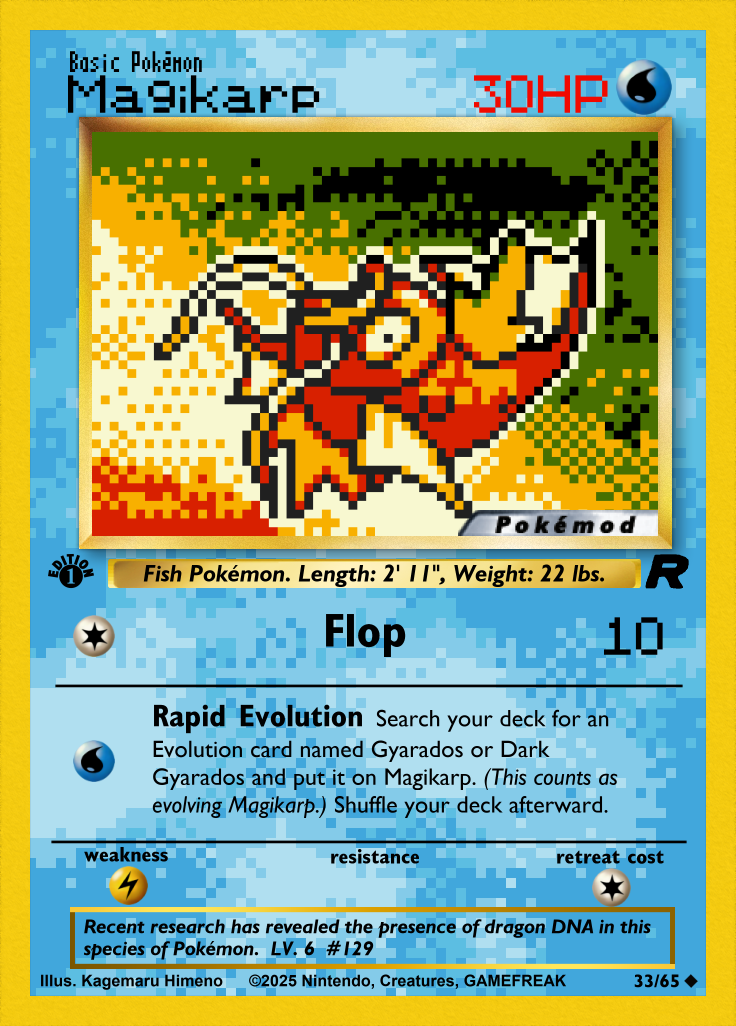 Basic Pokémon
Magikarp 30HP
Pokémod
EDITION
1
Fish Pokémon. Length: 2' 11", Weight: 22 lbs.
R
Flop 10
Rapid Evolution Search your deck for an
Evolution card named Gyarados or Dark
Gyarados and put it on Magikarp. (This counts as
evolving Magikarp.) Shuffle your deck afterward.
weakness resistance retreat cost
Recent research has revealed the presence of dragon DNA in this
species of Pokémon. LV. 6 #129
Illus. Kagemaru Himeno ©2025 Nintendo, Creatures, GAMEFREAK 33/65